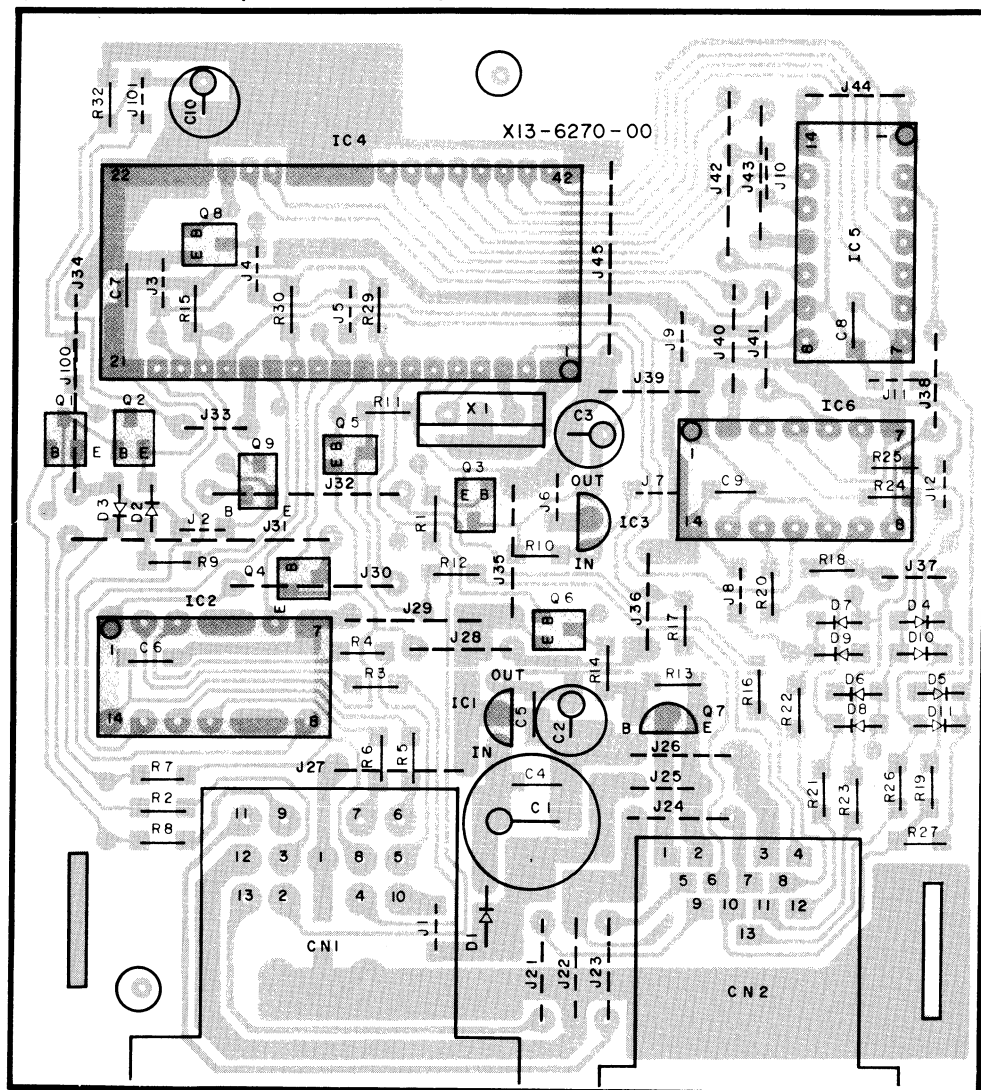 R32
J101
C10
X13-6270-00
J44
IC4
22
42
Q8
B
E
J34
C7
J3
R15
J4
R30
J5
R29
J45
J42
J43
J10
14
1
IC5
C8
8
7
21
1
J100
J9
J40
J41
J11
J38
J39
Q1
Q2
B E
B E
J33
R11
X1
C3
IC6
Q9
B E
Q5
B
E
J32
Q3
E B
OUT
IC3
IN
J6
J7
C9
1
7
R25
R24
J12
14
8
D3
D2
J2
J31
R9
R1
R10
R12
J35
Q4
B
E
J30
R18
J37
IC2
1
7
C6
14
8
J29
J28
R4
R3
Q6
B
E
J36
R17
J8
R20
D7
D4
D9
D10
D6
D5
D8
D11
OUT
IC1
IN
C5
C2
R14
R13
Q7
B E
R16
R22
R6
R5
J27
J26
J25
J24
C4
C1
R7
R2
R8
R21
R23
R26
R19
R27
11 9 7 6
12 3 1 8 5
13 2 4 10
CN1
J1
D1
J21
J22
J23
1 2 3 4
5 6 7 8
9 10 11 12
13
CN2